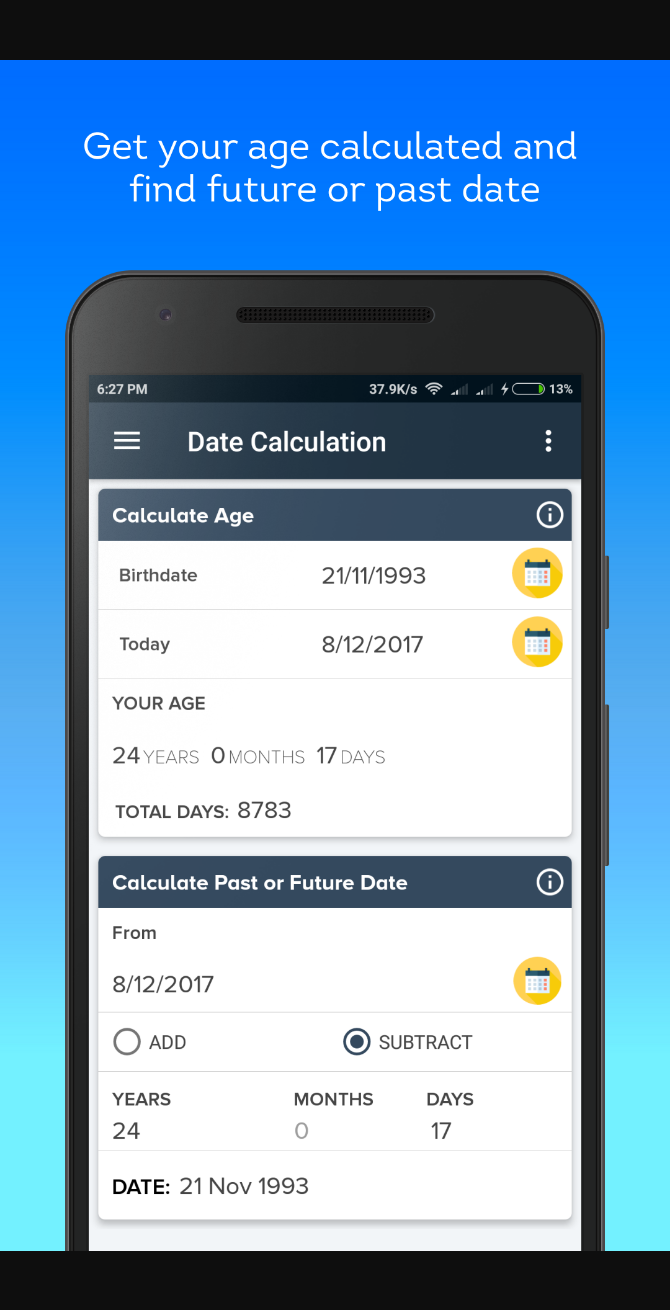 Get your age calculated and
find future or past date
6:27 PM 37.9K/s 13%
Date Calculation
Calculate Age
Birthdate 21/11/1993
Today 8/12/2017
YOUR AGE
24 YEARS 0 MONTHS 17 DAYS
TOTAL DAYS: 8783
Calculate Past or Future Date
From
8/12/2017
ADD SUBTRACT
YEARS MONTHS DAYS
24 0 17
DATE: 21 Nov 1993